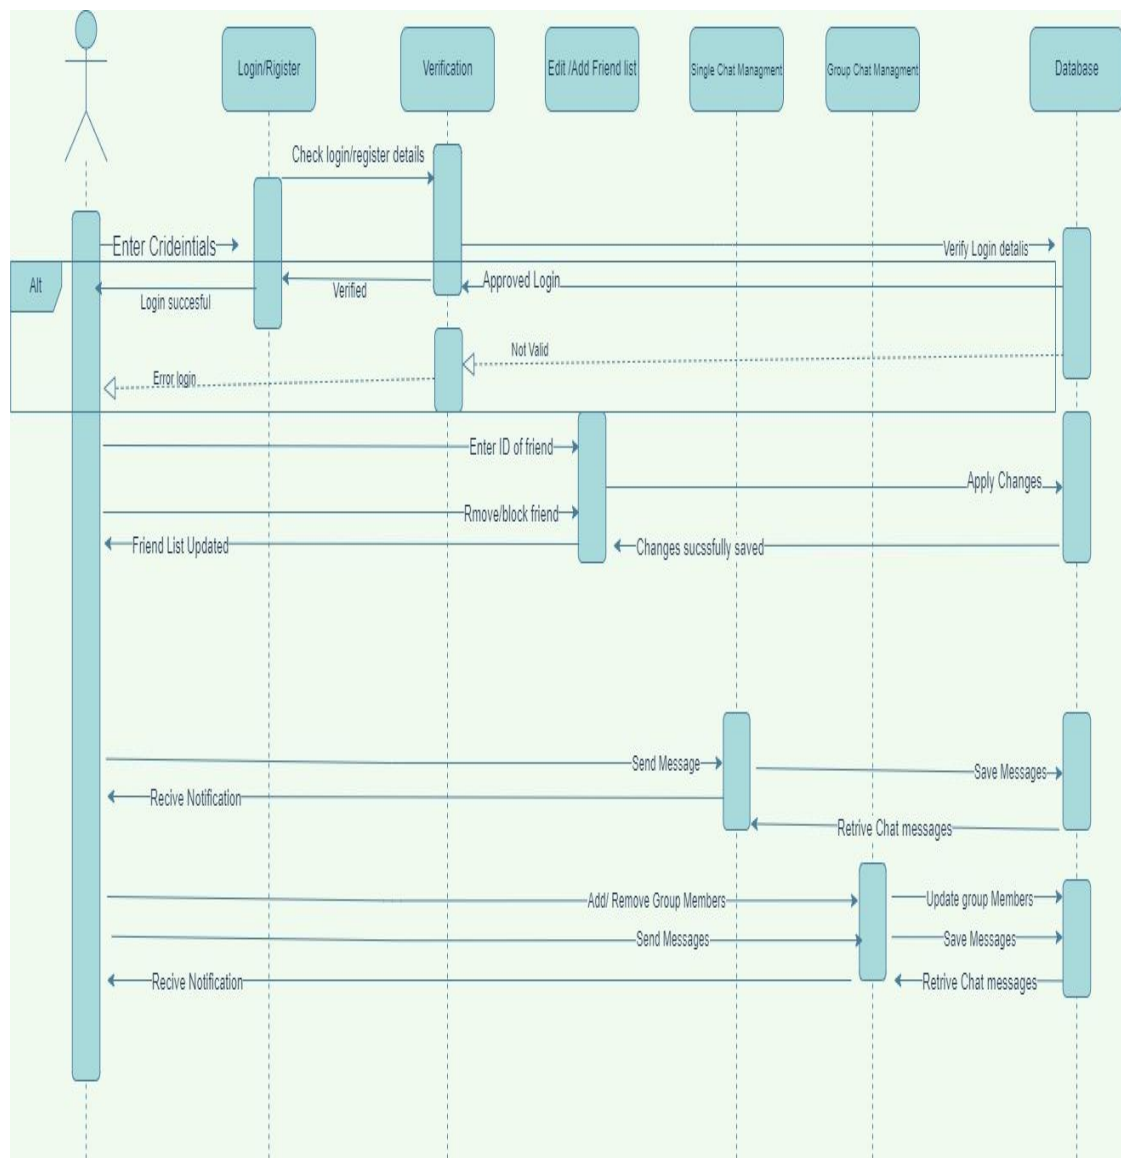 Login/Rigister
Verification
Edit /Add Friend list
Single Chat Managment
Group Chat Managment
Database
Check login/register details
Enter Crideintials
Verify Login detalis
Alt
Approved Login
Verified
Login succesful
Not Valid
Error login
Enter ID of friend
Apply Changes
Rmove/block friend
Friend List Updated
Changes sucssfully saved
Send Message
Save Messages
Recive Notification
Retrive Chat messages
Add/ Remove Group Members
Update group Members
Send Messages
Save Messages
Recive Notification
Retrive Chat messages